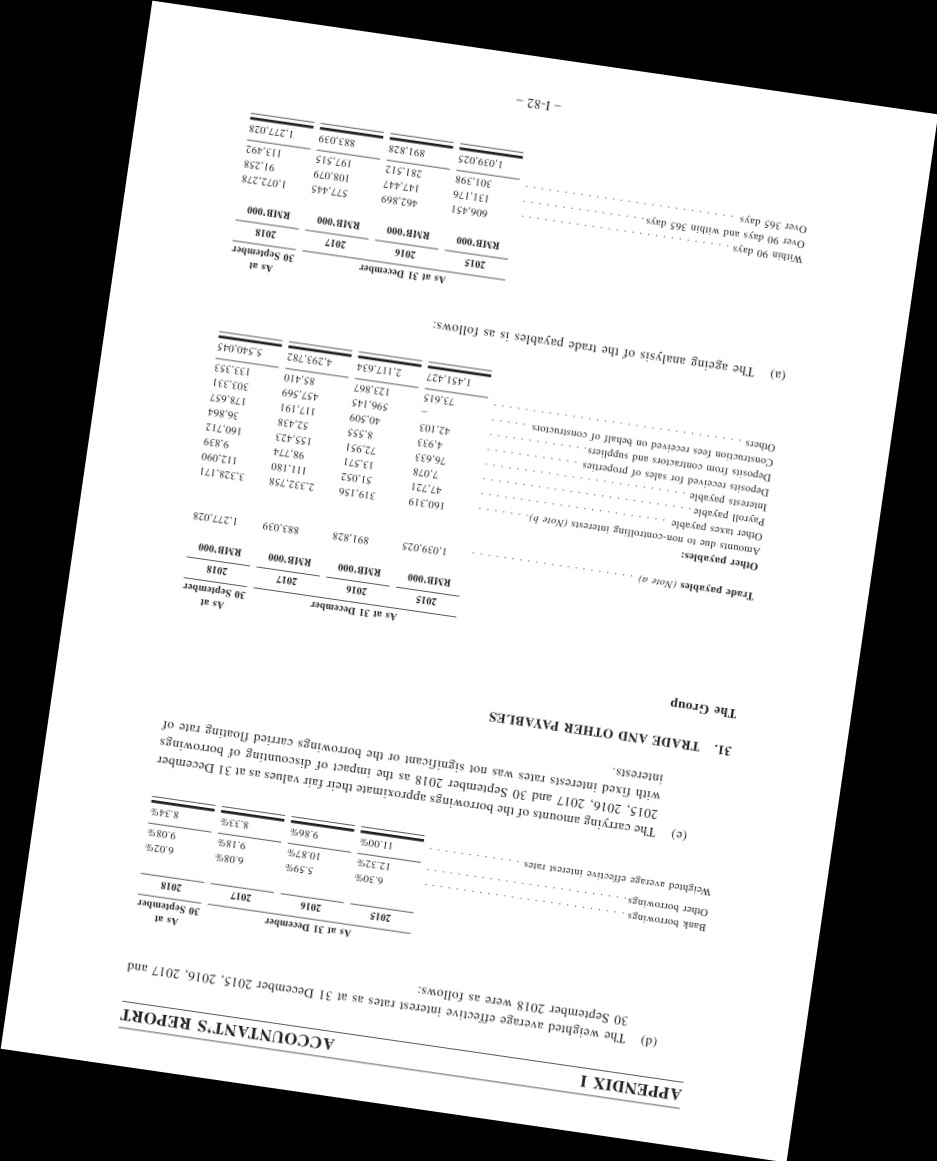 APPENDIX I ACCOUNTANT'S REPORT
(d) The weighted average effective interest rates as at 31 December 2015, 2016, 2017 and
30 September 2018 were as follows:
As at 31 December As at
30 September
2015 2016 2017 2018
Bank borrowings . . . . . . . . . . . . . . . . . . . . . . . . . . 6.30% 5.59% 6.08% 6.02%
Other borrowings. . . . . . . . . . . . . . . . . . . . . . . . . . 12.32% 10.87% 9.18% 9.08%
Weighted average effective interest rates . . . . . . . . . . . . 11.00% 9.86% 8.33% 8.34%
(e) The carrying amounts of the borrowings approximate their fair values as at 31 December
2015, 2016, 2017 and 30 September 2018 as the impact of discounting of borrowings
with fixed interests rates was not significant or the borrowings carried floating rate of
interests.
31. TRADE AND OTHER PAYABLES
The Group
As at 31 December As at
30 September
2015 2016 2017 2018
RMB'000 RMB'000 RMB'000 RMB'000
Trade payables (Note a) . . . . . . . . . . . . . . . . . . . . . 1,039,025 891,828 883,039 1,277,028
Other payables:
Amounts due to non-controlling interests (Note b). . . . . . . 160,319 319,156 2,332,758 3,328,171
Other taxes payable . . . . . . . . . . . . . . . . . . . . . . . . 47,721 51,052 111,180 112,090
Payroll payable . . . . . . . . . . . . . . . . . . . . . . . . . . 7,078 13,571 98,774 9,839
Interests payable . . . . . . . . . . . . . . . . . . . . . . . . . 76,633 72,951 155,423 160,712
Deposits received for sales of properties . . . . . . . . . . . . 4,933 8,555 52,438 36,864
Deposits from contractors and suppliers. . . . . . . . . . . . . 42,103 40,509 117,191 178,657
Construction fees received on behalf of constructors . . . . . . – 596,145 457,569 303,331
Others . . . . . . . . . . . . . . . . . . . . . . . . . . . . . . . 73,615 123,867 85,410 133,353
1,451,427 2,117,634 4,293,782 5,540,045
(a) The ageing analysis of the trade payables is as follows:
As at 31 December As at
30 September
2015 2016 2017 2018
RMB'000 RMB'000 RMB'000 RMB'000
Within 90 days . . . . . . . . . . . . . . . . . . . . . . . . . . . 606,451 462,869 577,445 1,072,278
Over 90 days and within 365 days . . . . . . . . . . . . . . . . 131,176 147,447 108,079 91,258
Over 365 days . . . . . . . . . . . . . . . . . . . . . . . . . . . 301,398 281,512 197,515 113,492
1,039,025 891,828 883,039 1,277,028
– I-82 –